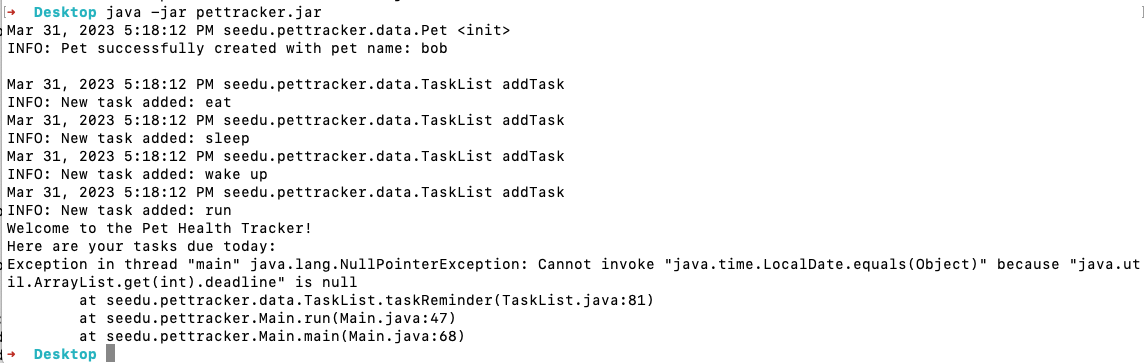 ➜ Desktop java -jar pettracker.jar
Mar 31, 2023 5:18:12 PM seedu.pettracker.data.Pet <init>
INFO: Pet successfully created with pet name: bob
Mar 31, 2023 5:18:12 PM seedu.pettracker.data.TaskList addTask
INFO: New task added: eat
Mar 31, 2023 5:18:12 PM seedu.pettracker.data.TaskList addTask
INFO: New task added: sleep
Mar 31, 2023 5:18:12 PM seedu.pettracker.data.TaskList addTask
INFO: New task added: wake up
Mar 31, 2023 5:18:12 PM seedu.pettracker.data.TaskList addTask
INFO: New task added: run
Welcome to the Pet Health Tracker!
Here are your tasks due today:
Exception in thread "main" java.lang.NullPointerException: Cannot invoke "java.time.LocalDate.equals(Object)" because "java.ut
il.ArrayList.get(int).deadline" is null
at seedu.pettracker.data.TaskList.taskReminder(TaskList.java:81)
at seedu.pettracker.Main.run(Main.java:47)
at seedu.pettracker.Main.main(Main.java:68)
➜ Desktop